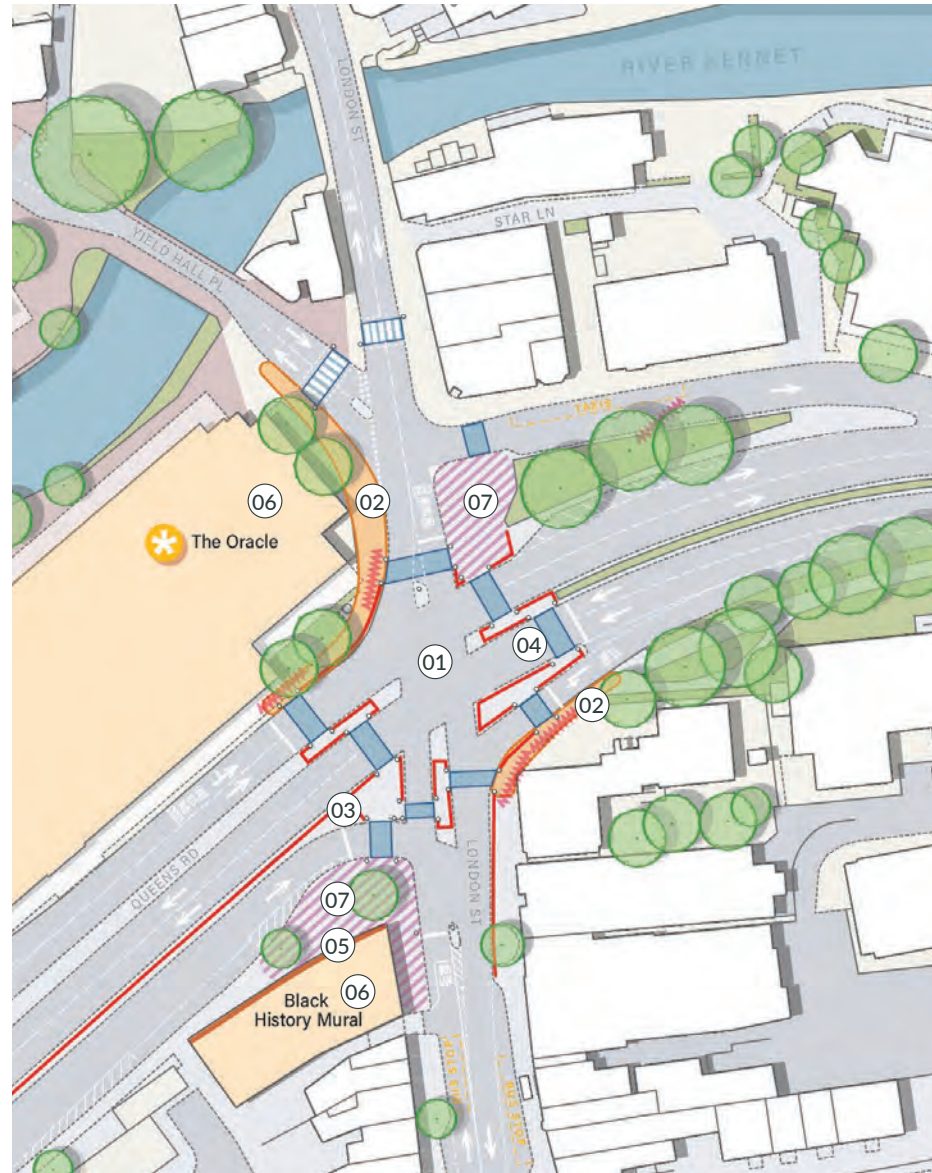 RIVER KENNET
LONDON ST
STAR LN
YIELD HALL PL
TAXIS
06
02
07
The Oracle
04
01
02
03
QUEENS RD
LONDON ST
07
05
06
Black
History Mural
BUS STOP
BUS STOP